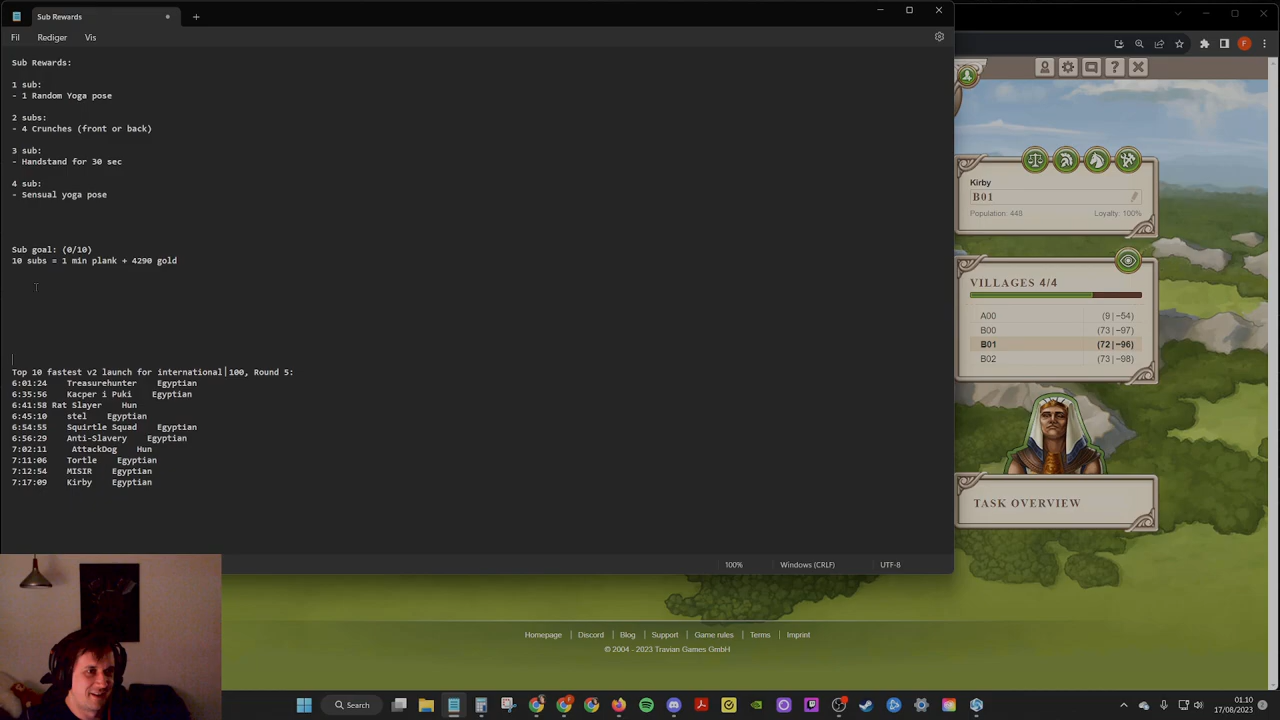 Sub Rewards
Fil Rediger Vis
Sub Rewards:
1 sub:
- 1 Random Yoga pose
2 subs:
- 4 Crunches (front or back)
3 sub:
- Handstand for 30 sec
4 sub:
- Sensual yoga pose
Sub goal: (0/10)
10 subs = 1 min plank + 4290 gold
Top 10 fastest v2 launch for international 100, Round 5:
6:01:24 Treasurehunter Egyptian
6:35:56 Kacper i Puki Egyptian
6:41:58 Rat Slayer Hun
6:45:10 stel Egyptian
6:54:55 Squirtle Squad Egyptian
6:56:29 Anti-Slavery Egyptian
7:02:11 AttackDog Hun
7:11:06 Tortle Egyptian
7:12:54 MISIR Egyptian
7:17:09 Kirby Egyptian
100% Windows (CRLF) UTF-8
F
?
Kirby
B01
Population: 448 Loyalty: 100%
VILLAGES 4/4
A00 (9|-54)
B00 (73|-97)
B01 (72|-96)
B02 (73|-98)
TASK OVERVIEW
Homepage Discord Blog Support Game rules Terms Imprint
© 2004 - 2023 Travian Games GmbH
Search
01.10
17/08/2023